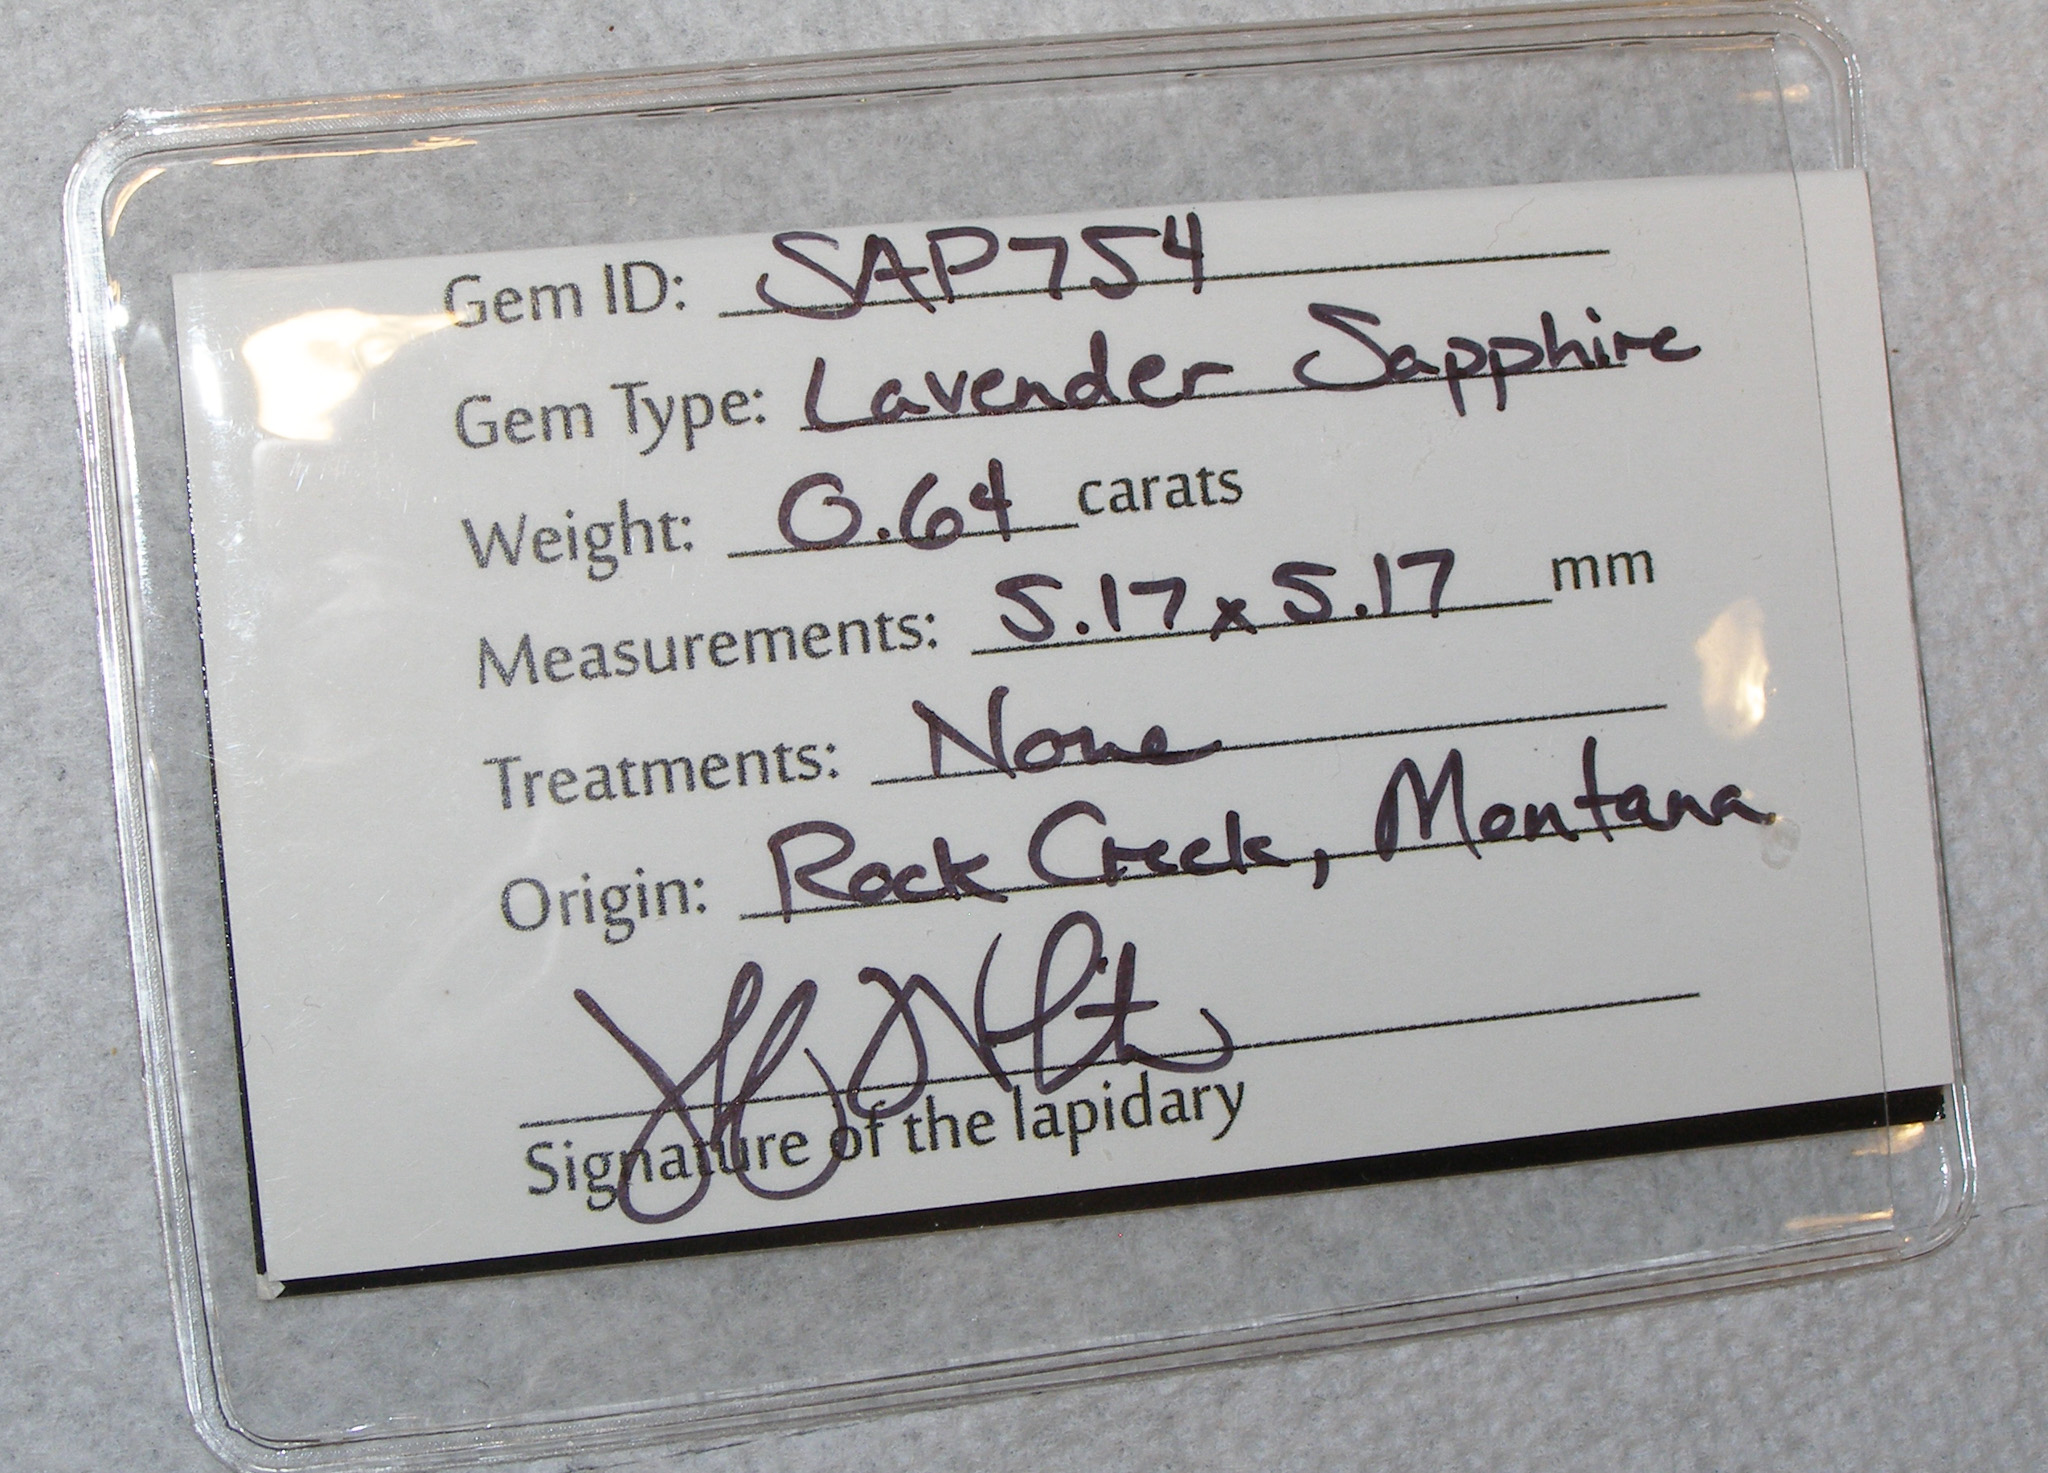 Gem ID: SAP754
Gem Type: Lavender Sapphire
Weight: 0.64 carats
Measurements: 5.17 x 5.17 mm
Treatments: None
Origin: Rock Creek, Montana
Signature of the lapidary